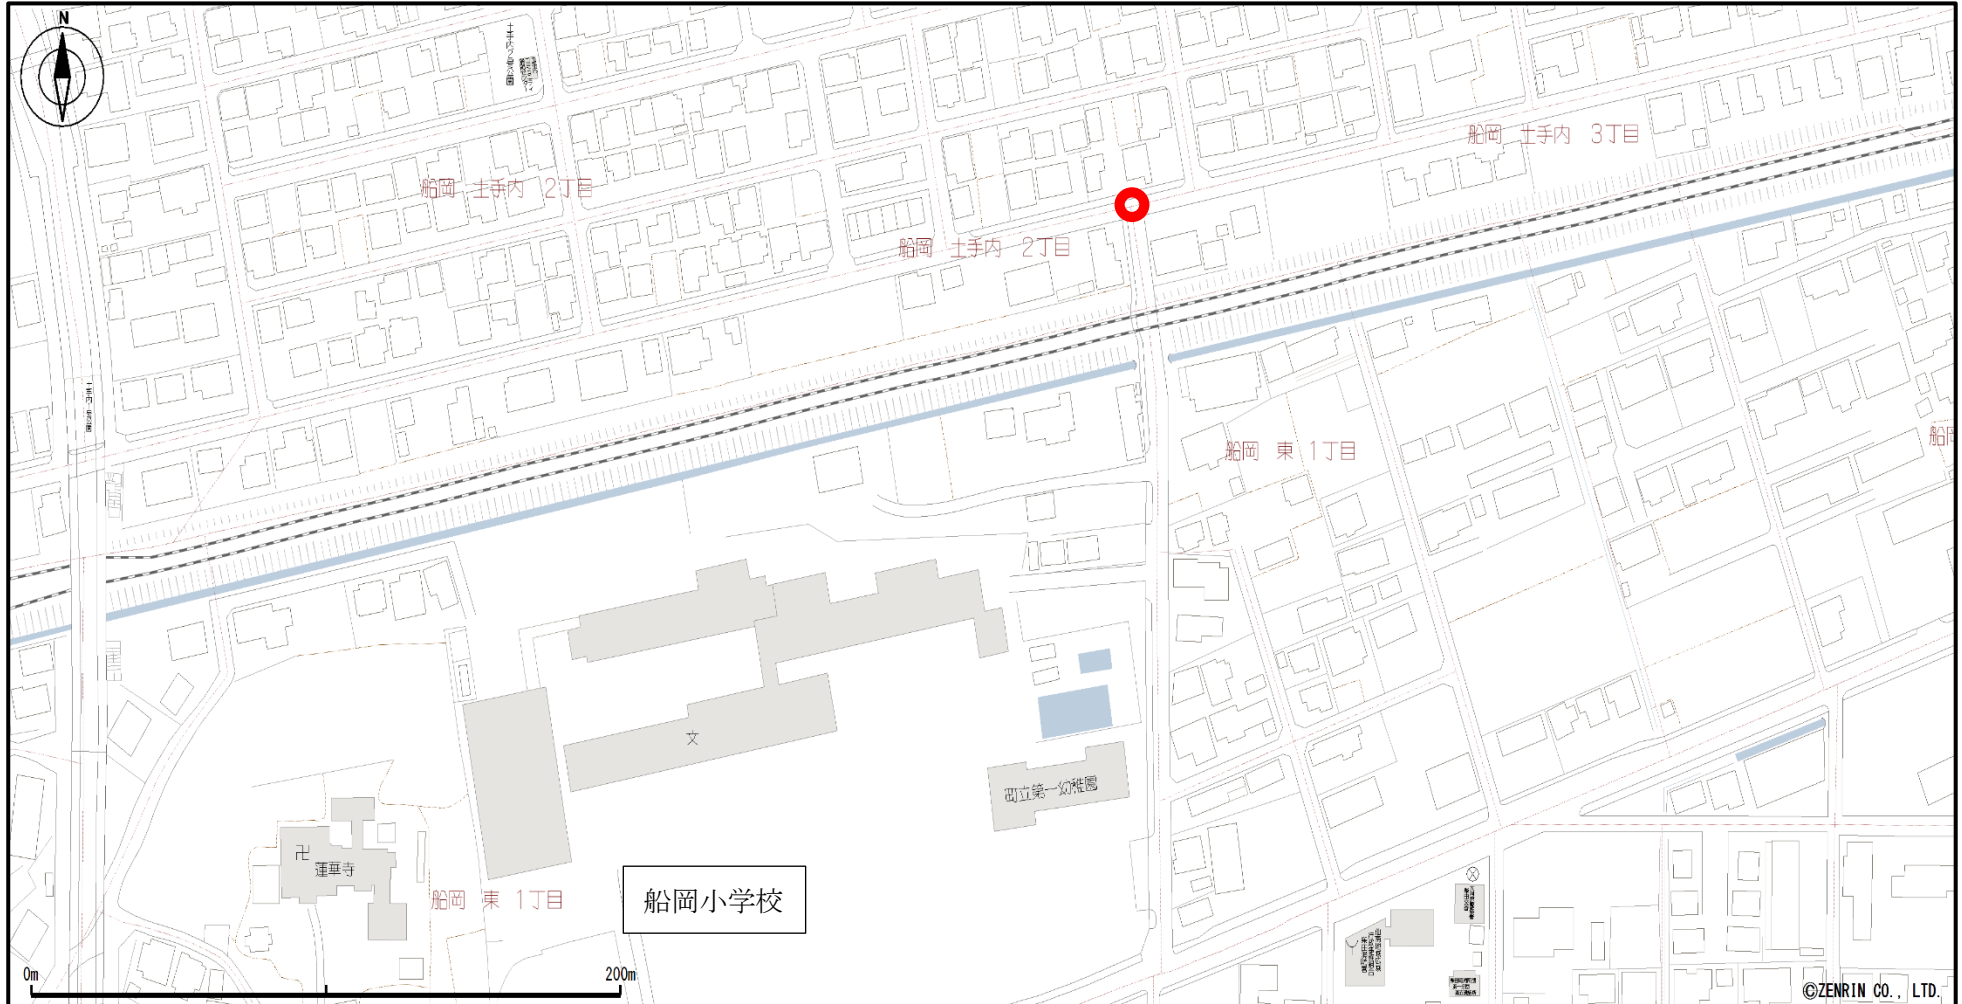 N
船岡 土手内 3丁目
船岡 土手内 2丁目
船岡 土手内 2丁目
船岡 東 1丁目
船岡
文
町立第一幼稚園
卍
蓮華寺
船岡 東 1丁目
船岡小学校
0m
200m
©ZENRIN CO., LTD.